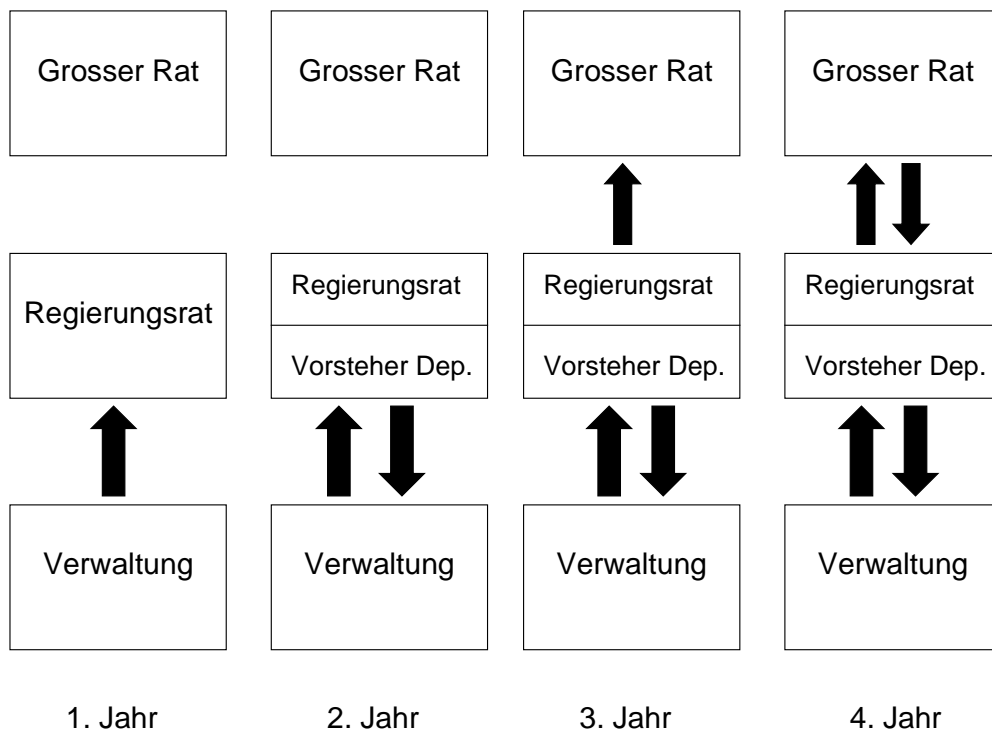 Grosser Rat
Grosser Rat
Grosser Rat
Grosser Rat
Regierungsrat
Regierungsrat
Regierungsrat
Regierungsrat
Vorsteher Dep.
Vorsteher Dep.
Vorsteher Dep.
Verwaltung
Verwaltung
Verwaltung
Verwaltung
1. Jahr
2. Jahr
3. Jahr
4. Jahr